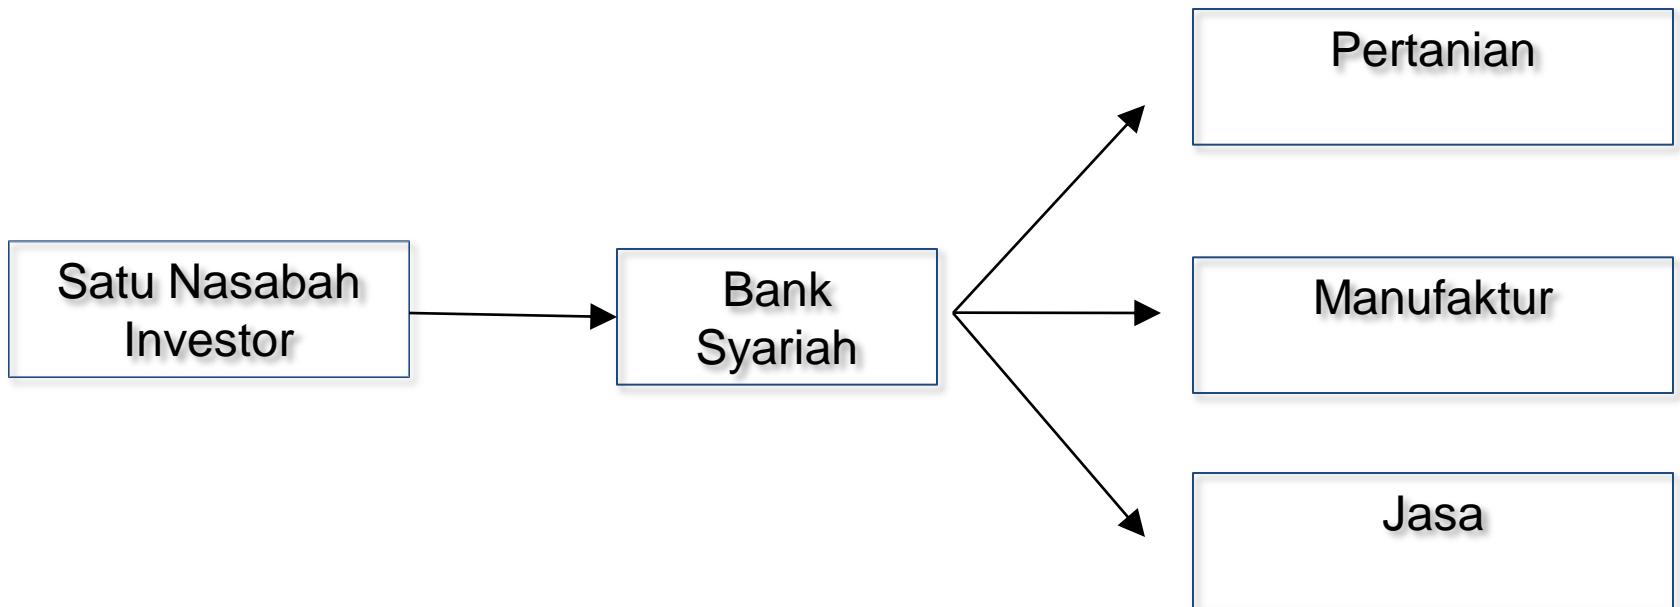 Satu Nasabah
Investor
Bank
Syariah
Pertanian
Manufaktur
Jasa